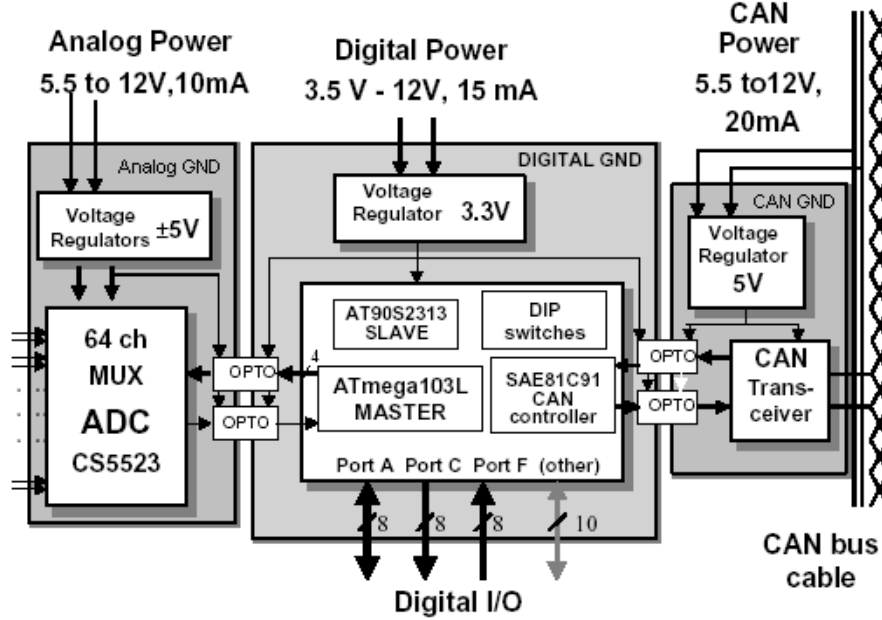 Analog Power
5.5 to 12V,10mA
Digital Power
3.5 V - 12V, 15 mA
CAN
Power
5.5 to12V,
20mA
Analog GND
DIGITAL GND
CAN GND
Voltage
Regulators ±5V
Voltage
Regulator 3.3V
Voltage
Regulator
5V
64 ch
MUX
ADC
CS5523
OPTO
OPTO
4
AT90S2313
SLAVE
DIP
switches
ATmega103L
MASTER
SAE81C91
CAN
controller
Port A Port C Port F (other)
OPTO
OPTO
CAN
Trans-
ceiver
8
8
8
10
Digital I/O
CAN bus
cable